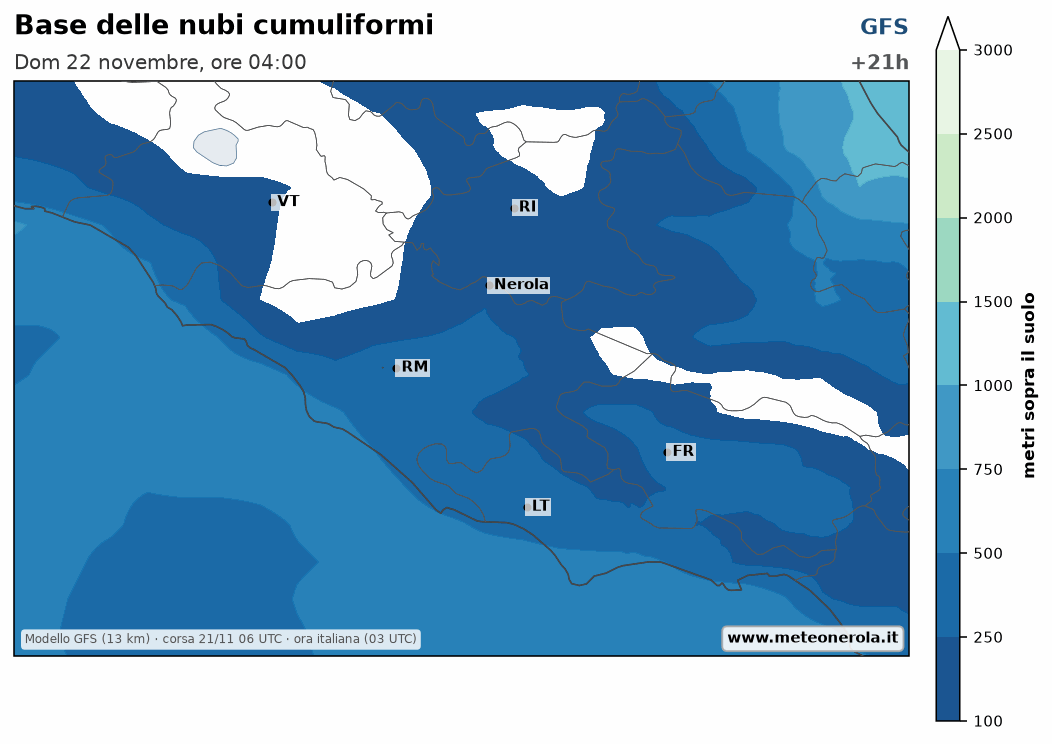 Base delle nubi cumuliformi
GFS
Dom 22 novembre, ore 04:00
+21h
VT
RI
Nerola
RM
FR
LT
Modello GFS (13 km) · corsa 21/11 06 UTC · ora italiana (03 UTC)
www.meteonerola.it
3000
2500
2000
1500
1000
750
500
250
100
metri sopra il suolo